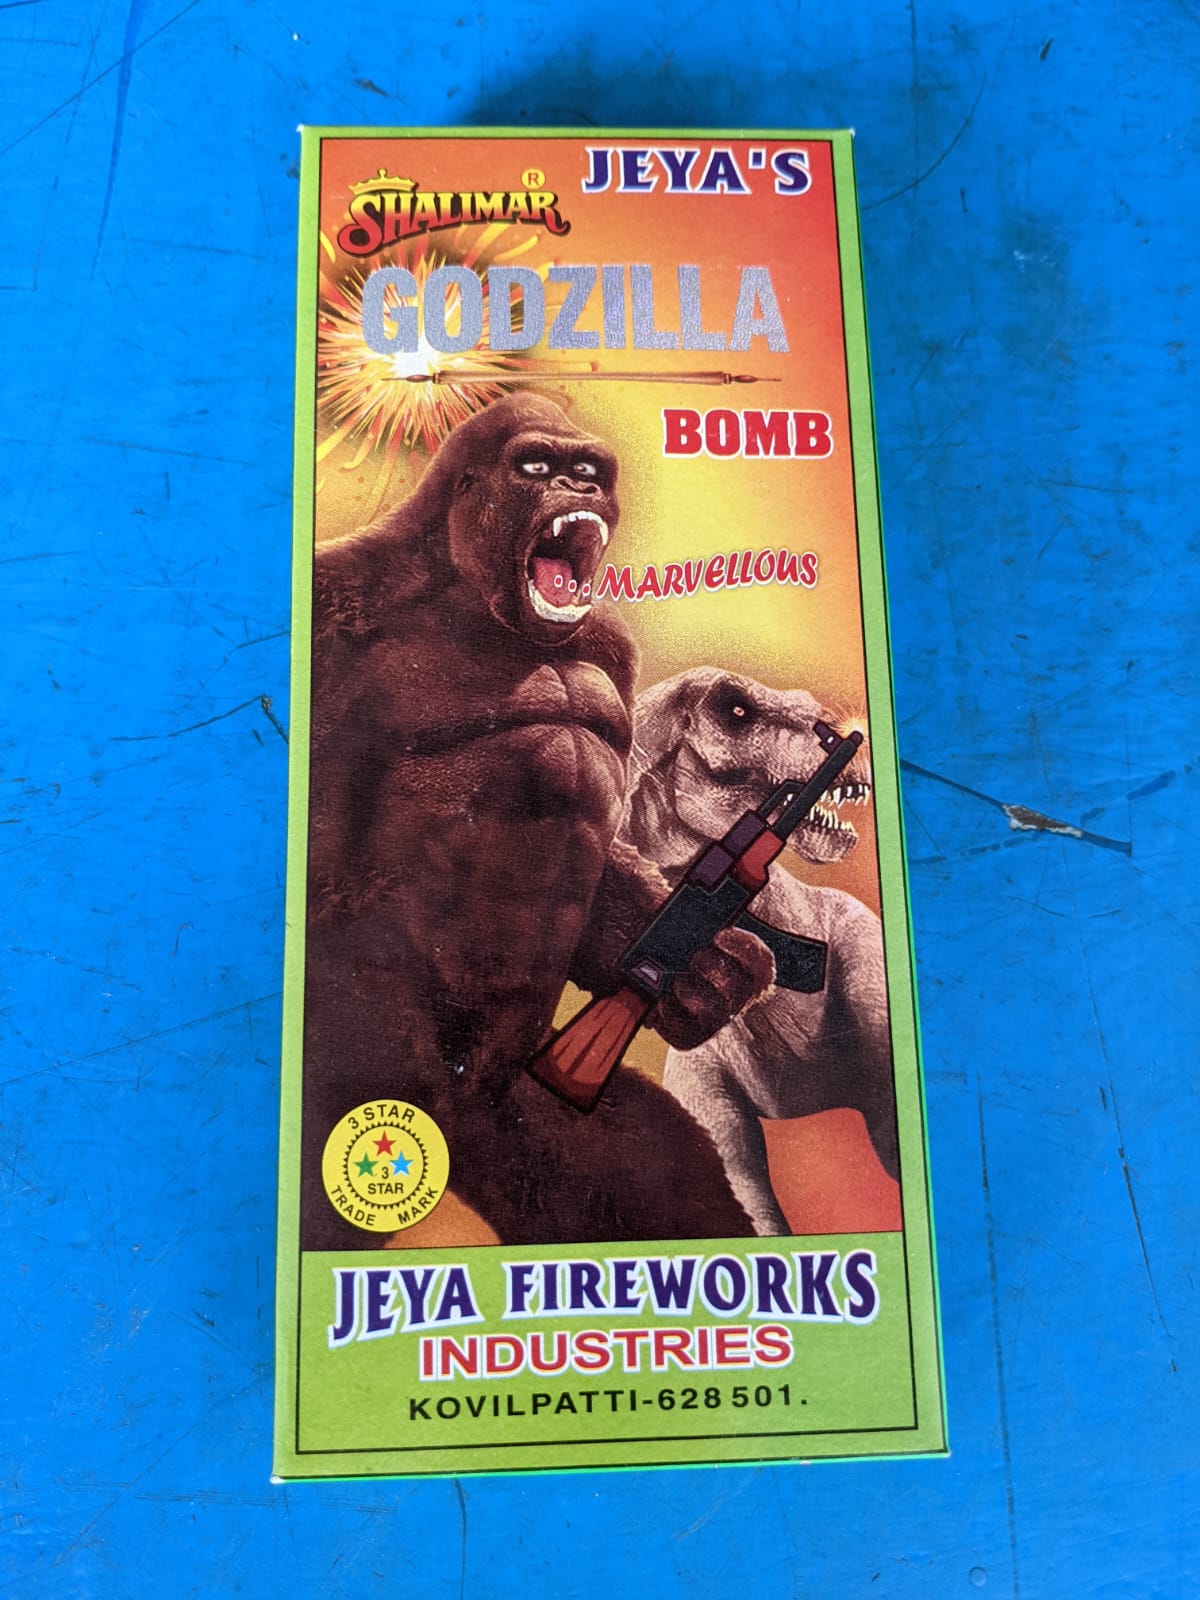 JEYA'S
SHALIMAR®
GODZILLA
BOMB
...MARVELLOUS
3 STAR
3
STAR
TRADE MARK
JEYA FIREWORKS
INDUSTRIES
KOVILPATTI-628 501.